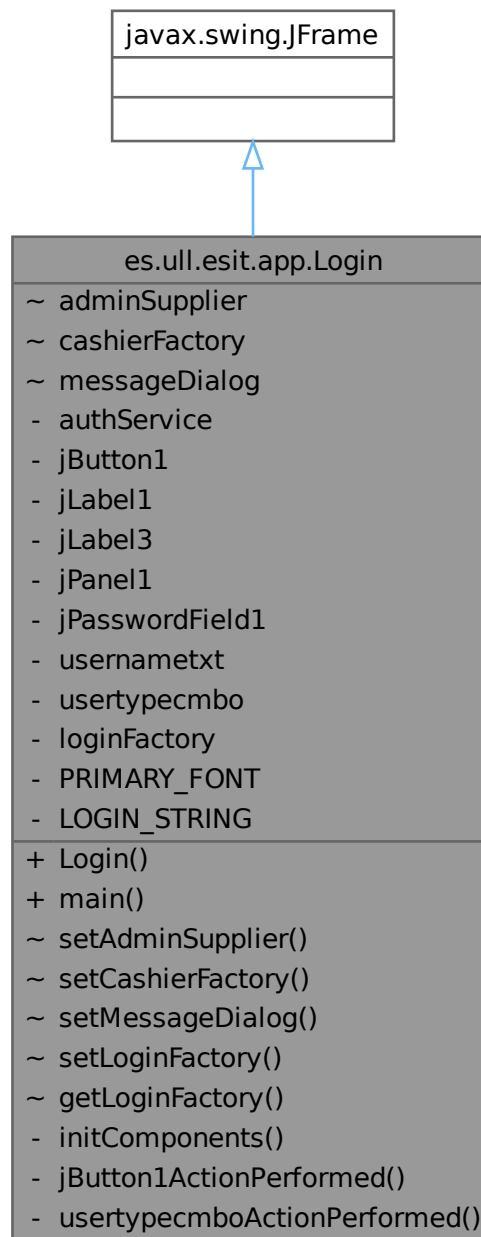 javax.swing.JFrame
es.ull.esit.app.Login
~ adminSupplier
~ cashierFactory
~ messageDialog
- authService
- jButton1
- jLabel1
- jLabel3
- jPanel1
- jPasswordField1
- usernametxt
- usertypecmbo
- loginFactory
- PRIMARY_FONT
- LOGIN_STRING
+ Login()
+ main()
~ setAdminSupplier()
~ setCashierFactory()
~ setMessageDialog()
~ setLoginFactory()
~ getLoginFactory()
- initComponents()
- jButton1ActionPerformed()
- usertypecmboActionPerformed()